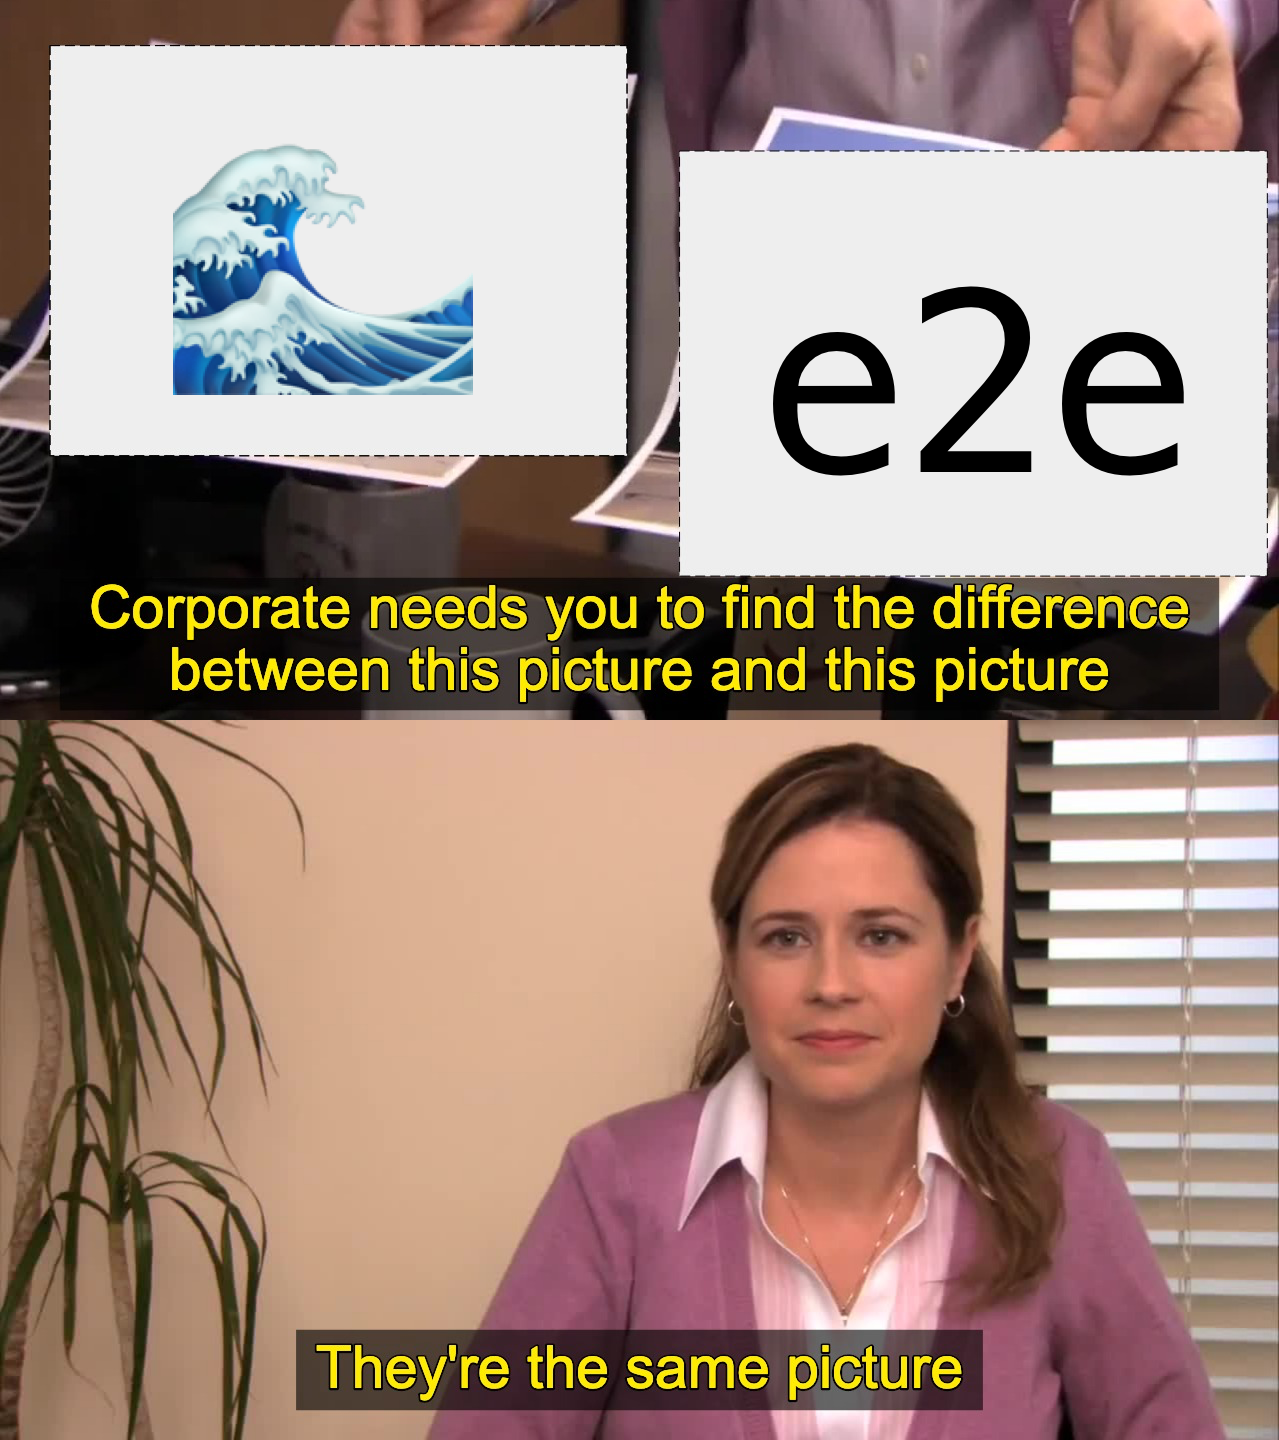 e2e
Corporate needs you to find the difference
between this picture and this picture
They're the same picture